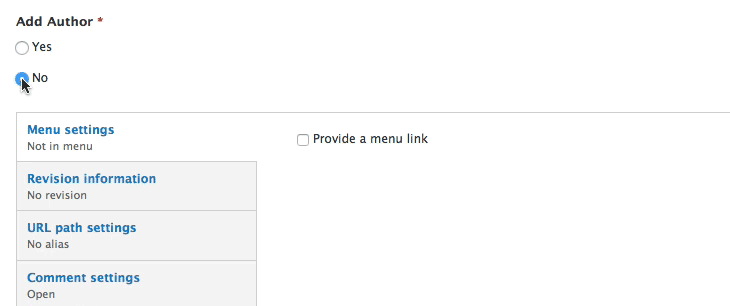 Add Author *
Yes
No
Menu settings
Not in menu
Provide a menu link
Revision information
No revision
URL path settings
No alias
Comment settings
Open